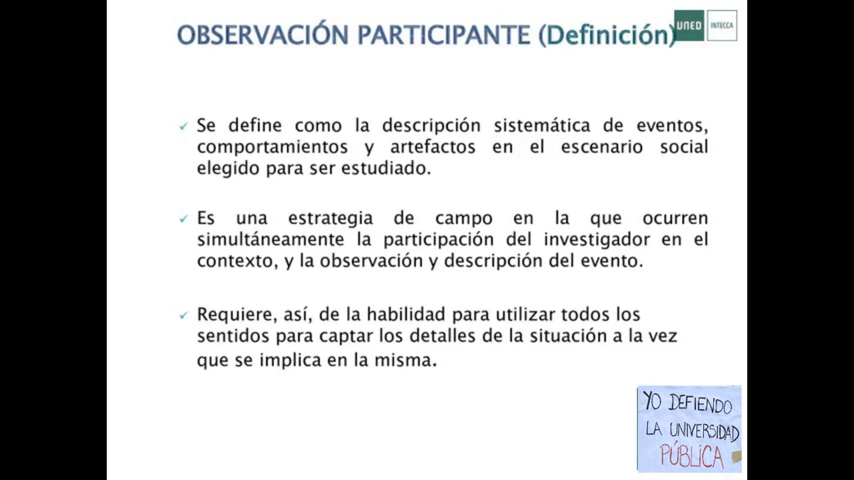 OBSERVACIÓN PARTICIPANTE (Definición)
UNED
INTECCA
Se define como la descripción sistemática de eventos,
comportamientos y artefactos en el escenario social
elegido para ser estudiado.
Es una estrategia de campo en la que ocurren
simultáneamente la participación del investigador en el
contexto, y la observación y descripción del evento.
Requiere, así, de la habilidad para utilizar todos los
sentidos para captar los detalles de la situación a la vez
que se implica en la misma.
YO DEFIENDO
LA UNIVERSIDAD
PÚBLICA